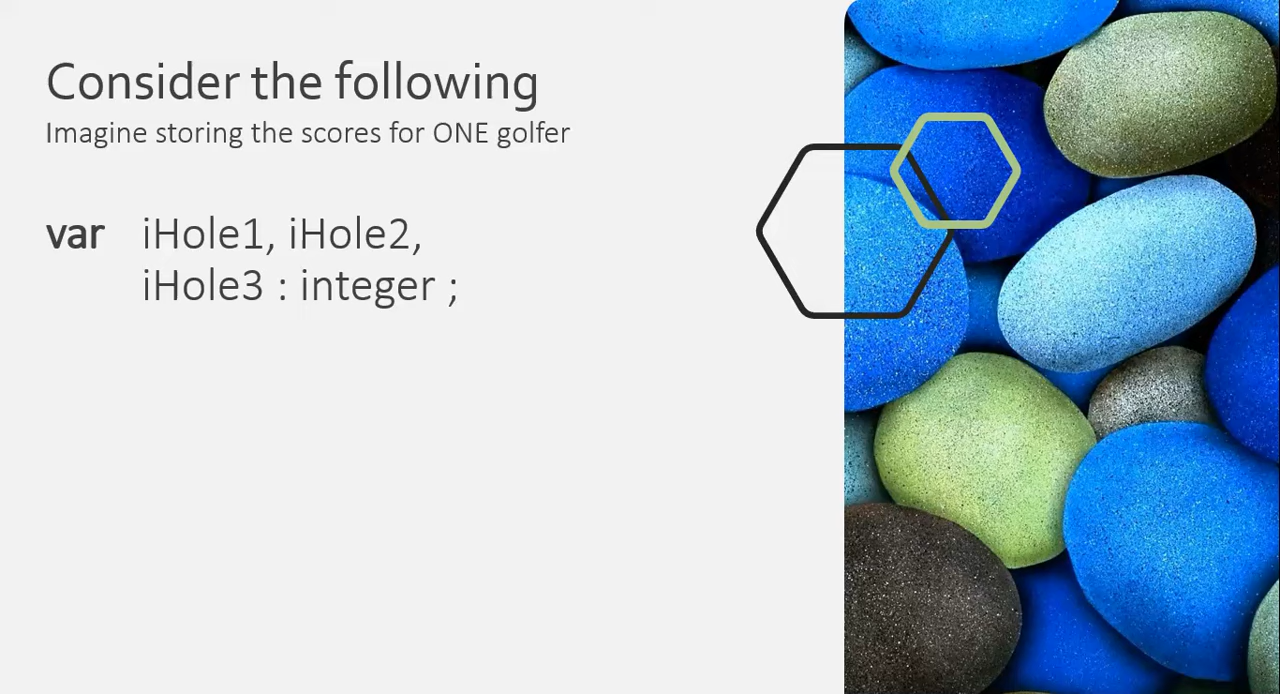 Consider the following
Imagine storing the scores for ONE golfer
var iHole1, iHole2,
iHole3 : integer ;